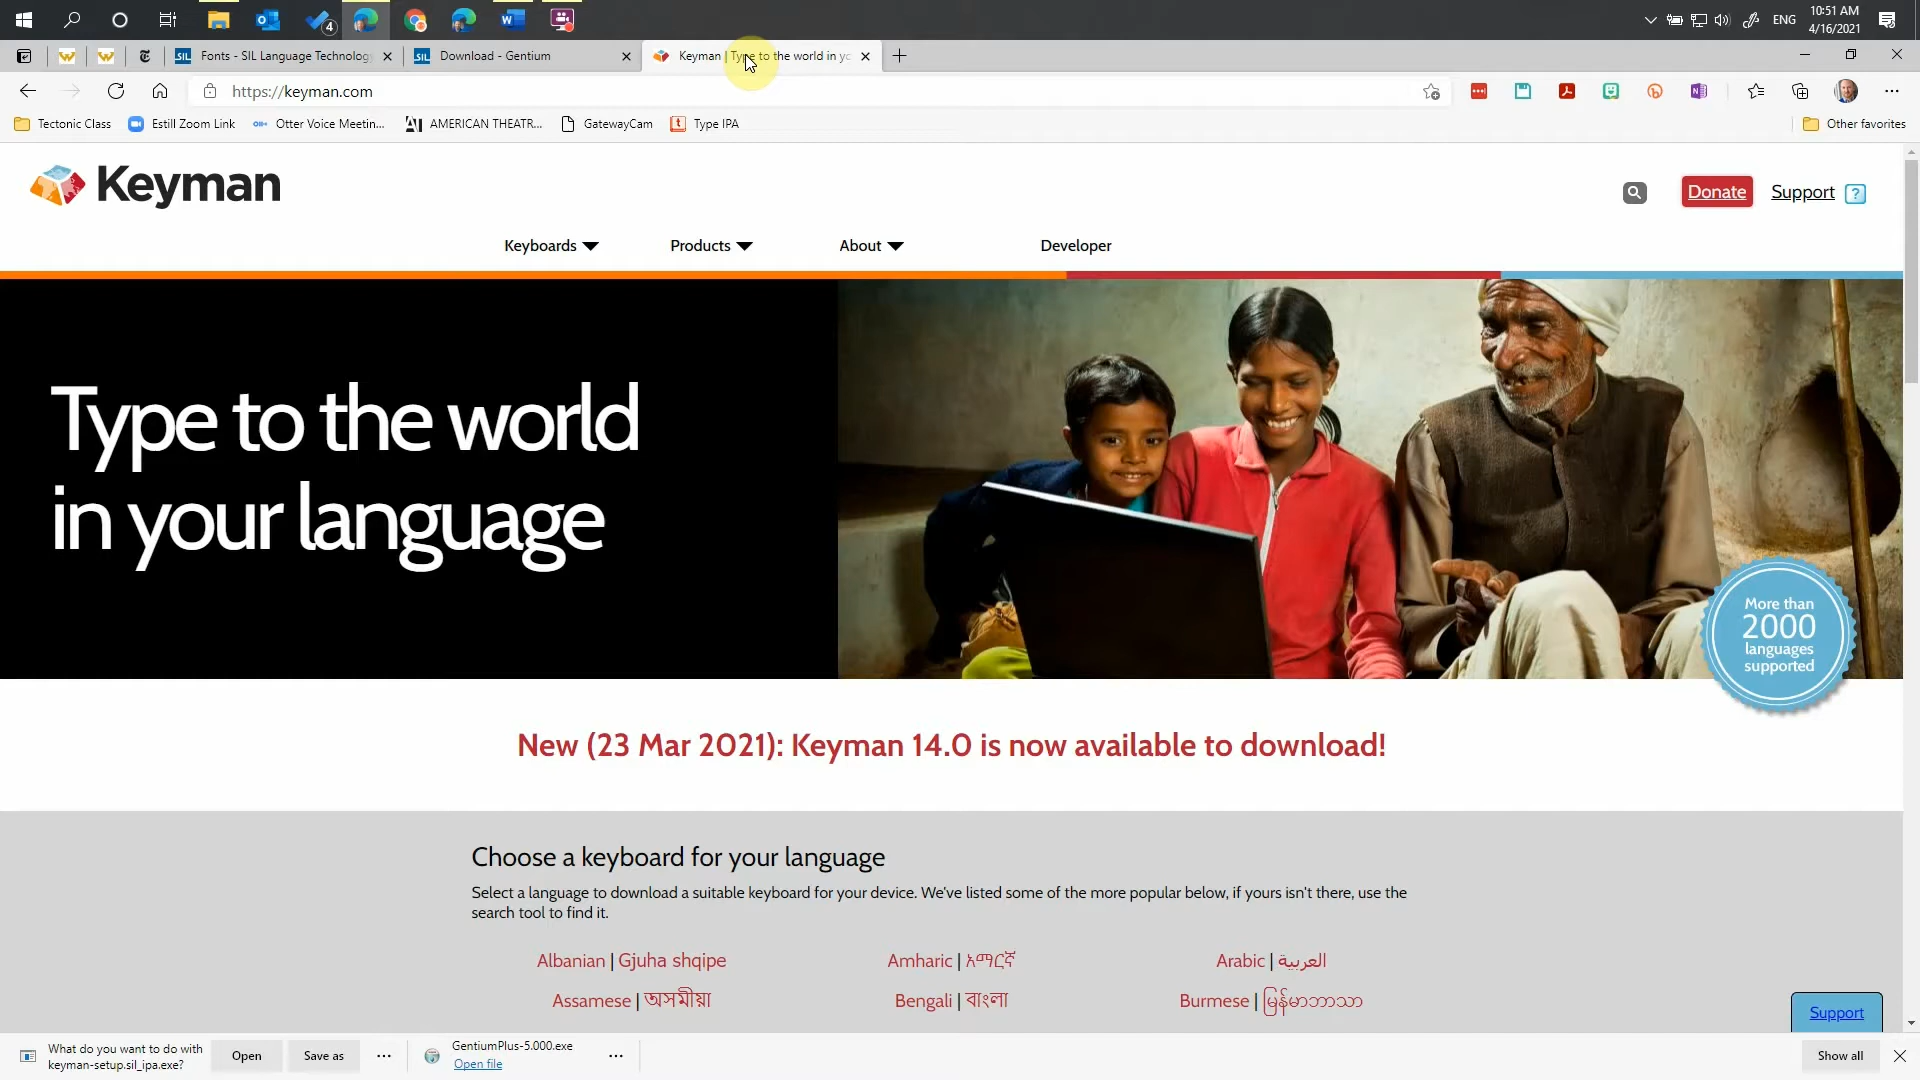 4
ENG
10:51 AM
4/16/2021
SIL Fonts - SIL Language Technology
SIL Download - Gentium
Keyman | Type to the world in yo
https://keyman.com
Tectonic Class
Estill Zoom Link
Otter Voice Meetin...
AMERICAN THEATR...
GatewayCam
Type IPA
Other favorites
Keyman
Donate
Support ?
Keyboards
Products
About
Developer
Type to the world
in your language
More than
2000
languages
supported
New (23 Mar 2021): Keyman 14.0 is now available to download!
Choose a keyboard for your language
Select a language to download a suitable keyboard for your device. We've listed some of the more popular below, if yours isn't there, use the
search tool to find it.
Albanian | Gjuha shqipe
Amharic | አማርኛ
Arabic | العربية
Assamese | অসমীয়া
Bengali | বাংলা
Burmese | မြန်မာဘာသာ
Support
What do you want to do with
keyman-setup.sil_ipa.exe?
Open
Save as
GentiumPlus-5.000.exe
Open file
Show all